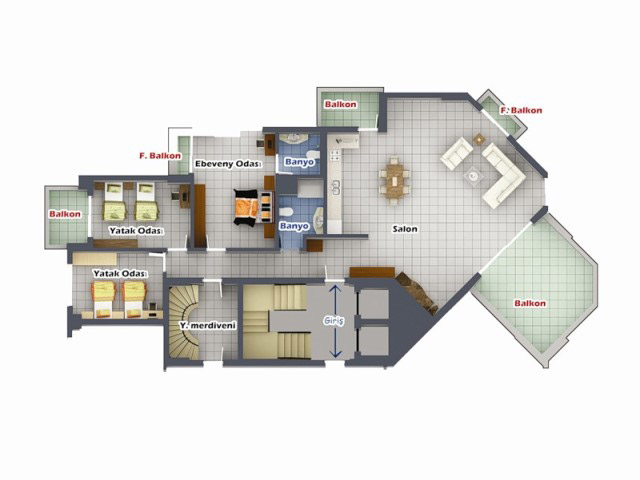 Balkon
F. Balkon
F. Balkon
Ebeveny Odası
Banyo
Balkon
Yatak Odası
Banyo
Salon
Yatak Odası
Balkon
Y. merdiveni
Giriş